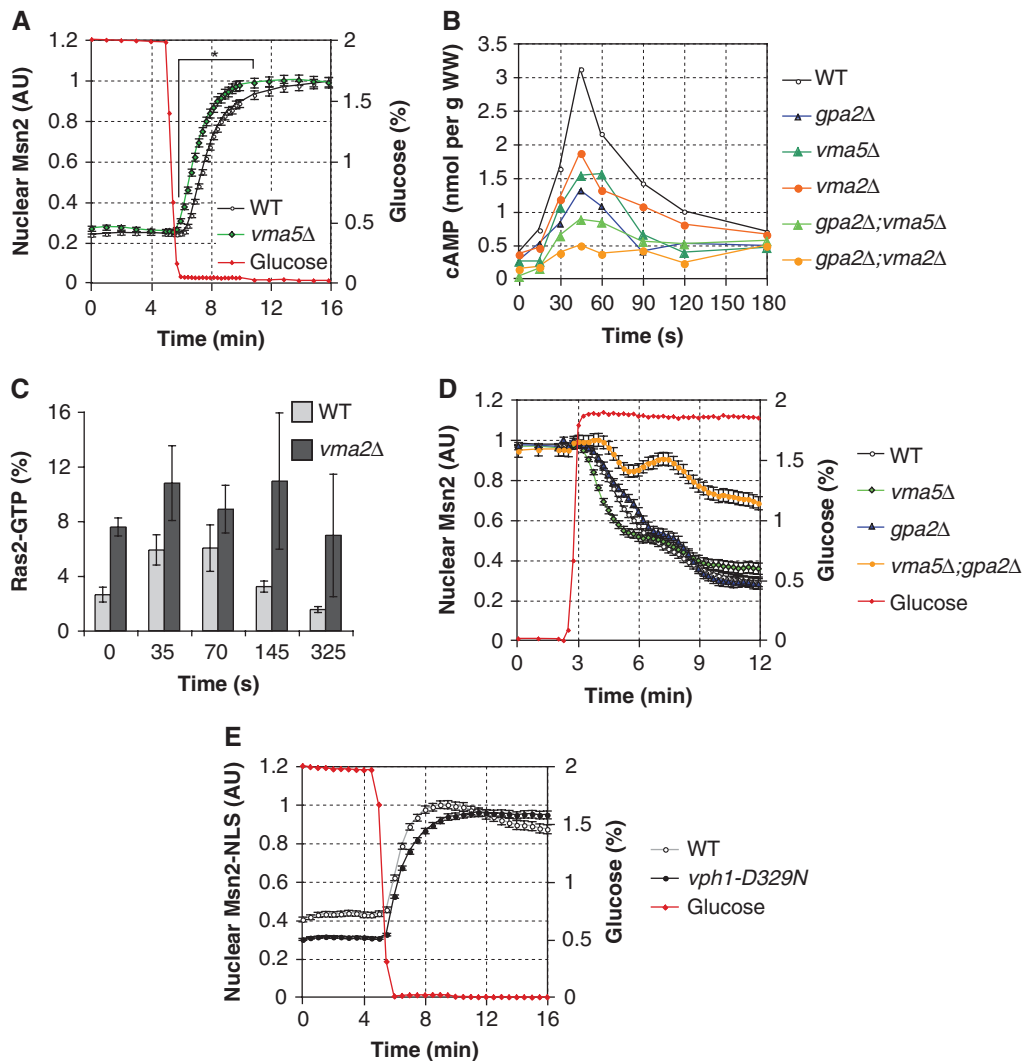 A
Nuclear Msn2 (AU)
1.2
1
0.8
0.6
0.4
0.2
0
*
2
1.5
1
0.5
0
Glucose (%)
WT
vma5Δ
Glucose
0 4 8 12 16
Time (min)
B
cAMP (nmol per g WW)
3.5
3
2.5
2
1.5
1
0.5
0
0 30 60 90 120 150 180
Time (s)
WT
gpa2Δ
vma5Δ
vma2Δ
gpa2Δ;vma5Δ
gpa2Δ;vma2Δ
C
Ras2-GTP (%)
16
12
8
4
0
WT
vma2Δ
0 35 70 145 325
Time (s)
D
Nuclear Msn2 (AU)
1.2
1
0.8
0.6
0.4
0.2
0
2
1.5
1
0.5
0
Glucose (%)
0 3 6 9 12
Time (min)
WT
vma5Δ
gpa2Δ
vma5Δ;gpa2Δ
Glucose
E
Nuclear Msn2-NLS (AU)
1.2
1
0.8
0.6
0.4
0.2
0
2
1.5
1
0.5
0
Glucose (%)
0 4 8 12 16
Time (min)
WT
vph1-D329N
Glucose